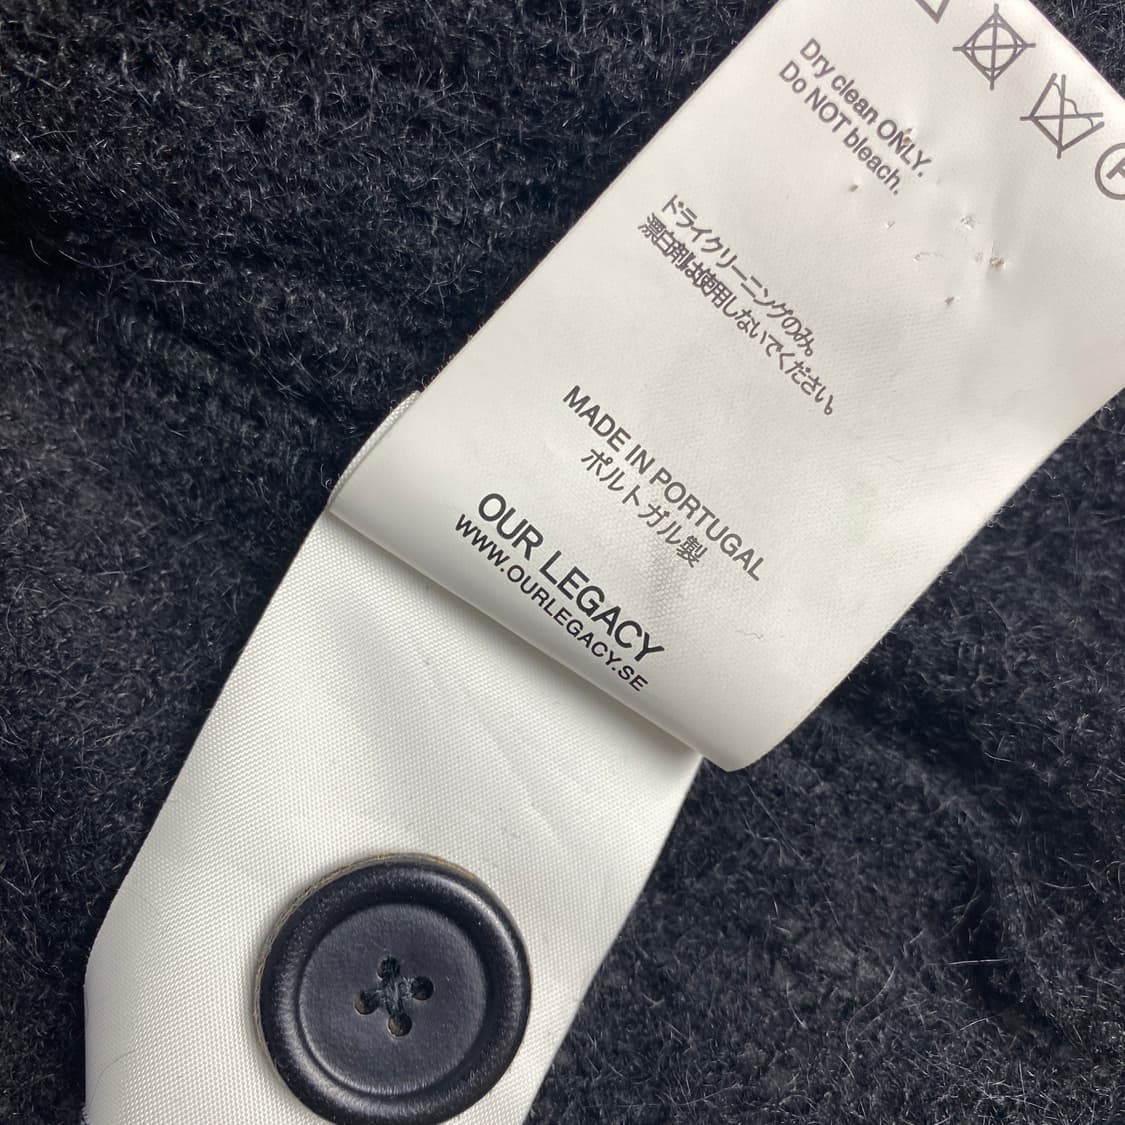 Dry clean ONLY.
Do NOT bleach.
ドライクリーニングのみ。
漂白剤は使用しないでください。
MADE IN PORTUGAL
ポルトガル製
OUR LEGACY
WWW.OURLEGACY.SE
P